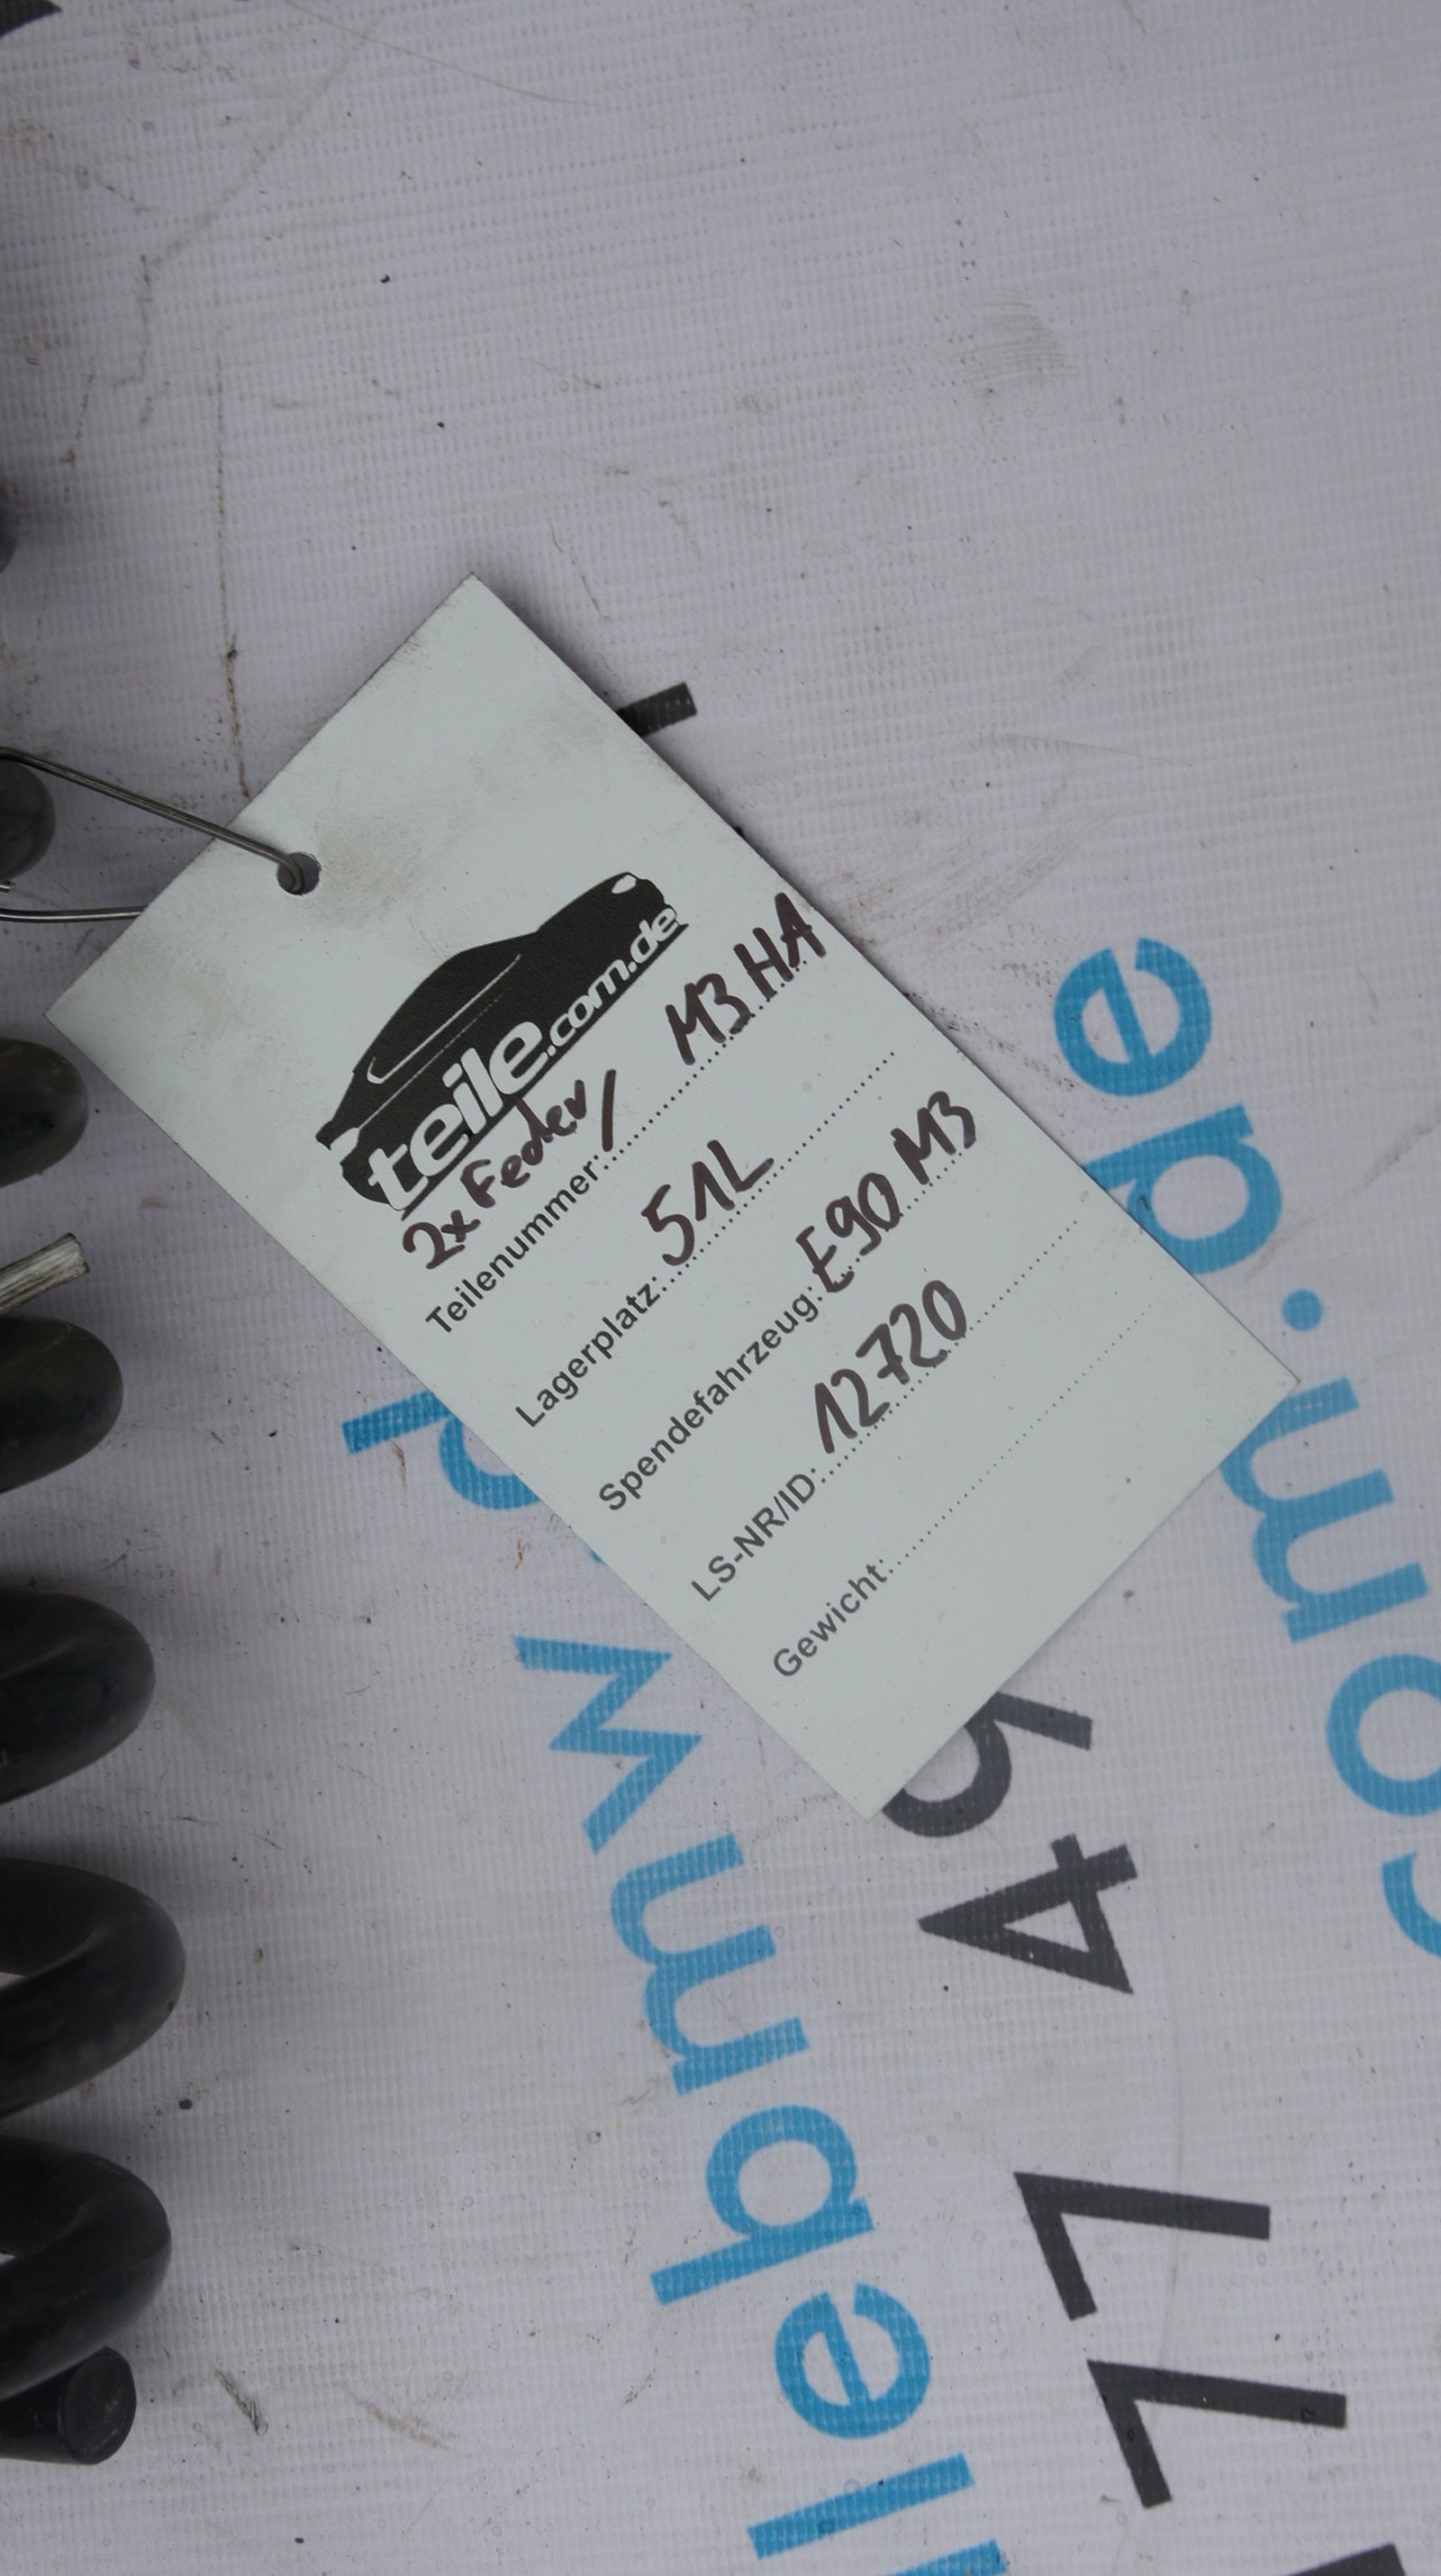 teile.com.de
2x Feder/ M3 HA
Teilenummer:
Lagerplatz: 51L
Spendefahrzeug: E90 M3
LS-NR/ID: 12720
Gewicht: